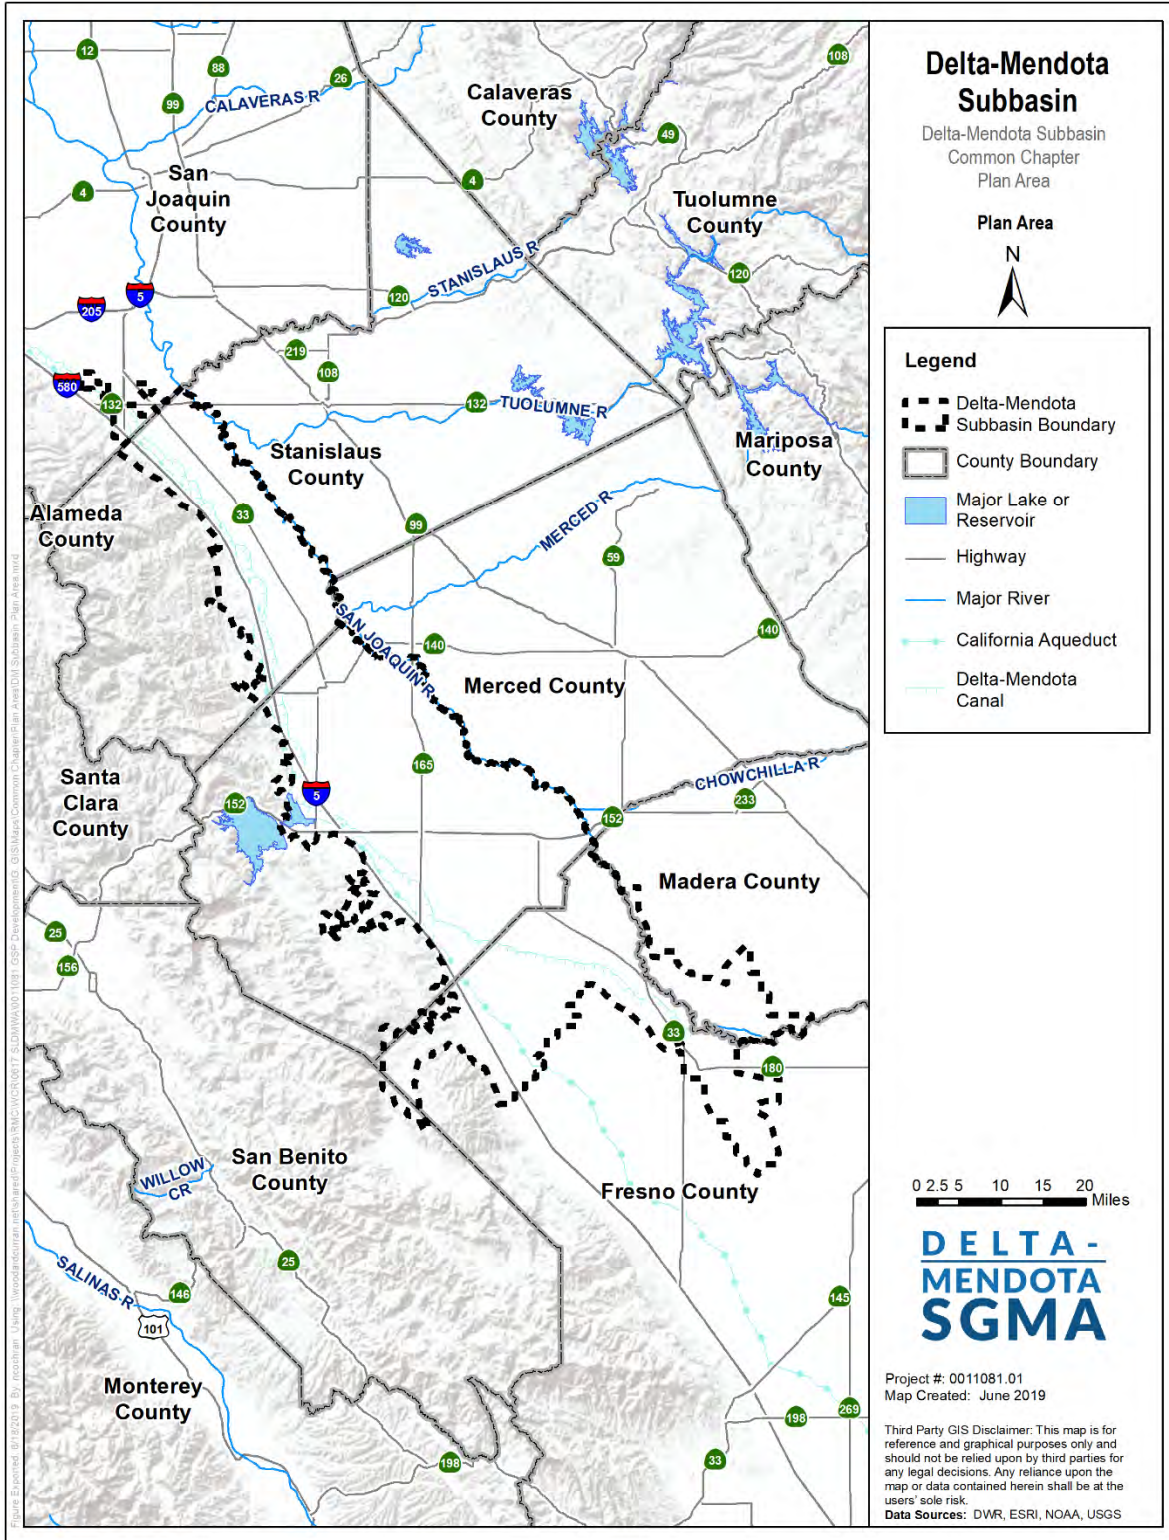 Delta-Mendota
Subbasin
Delta-Mendota Subbasin
Common Chapter
Plan Area
Plan Area
N
Legend
Delta-Mendota
Subbasin Boundary
County Boundary
Major Lake or
Reservoir
Highway
Major River
California Aqueduct
Delta-Mendota
Canal
0 2.5 5 10 15 20
Miles
DELTA-
MENDOTA
SGMA
Project #: 0011081.01
Map Created: June 2019
Third Party GIS Disclaimer: This map is for
reference and graphical purposes only and
should not be relied upon by third parties for
any legal decisions. Any reliance upon the
map or data contained herein shall be at the
users' sole risk.
Data Sources: DWR, ESRI, NOAA, USGS
12
88
26
108
99
CALAVERAS R
Calaveras
County
49
San
Joaquin
County
4
4
Tuolumne
County
STANISLAUS R
120
120
5
205
219
108
580
132
132
TUOLUMNE R
Stanislaus
County
Mariposa
County
Alameda
County
33
99
MERCED R
59
SAN JOAQUIN R
140
140
Merced County
165
Santa
Clara
County
152
5
CHOWCHILLA R
233
152
Madera County
25
156
33
180
San Benito
County
WILLOW
CR
Fresno County
25
SALINAS R
146
101
145
Monterey
County
269
198
198
33